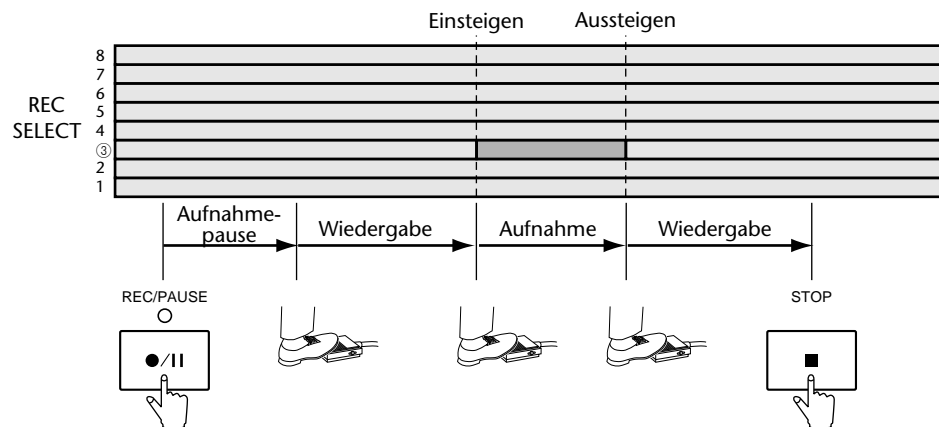 Einsteigen Aussteigen
8
7
6
5
4
③
2
1
REC
SELECT
Aufnahme-
pause
Wiedergabe
Aufnahme
Wiedergabe
REC/PAUSE
STOP